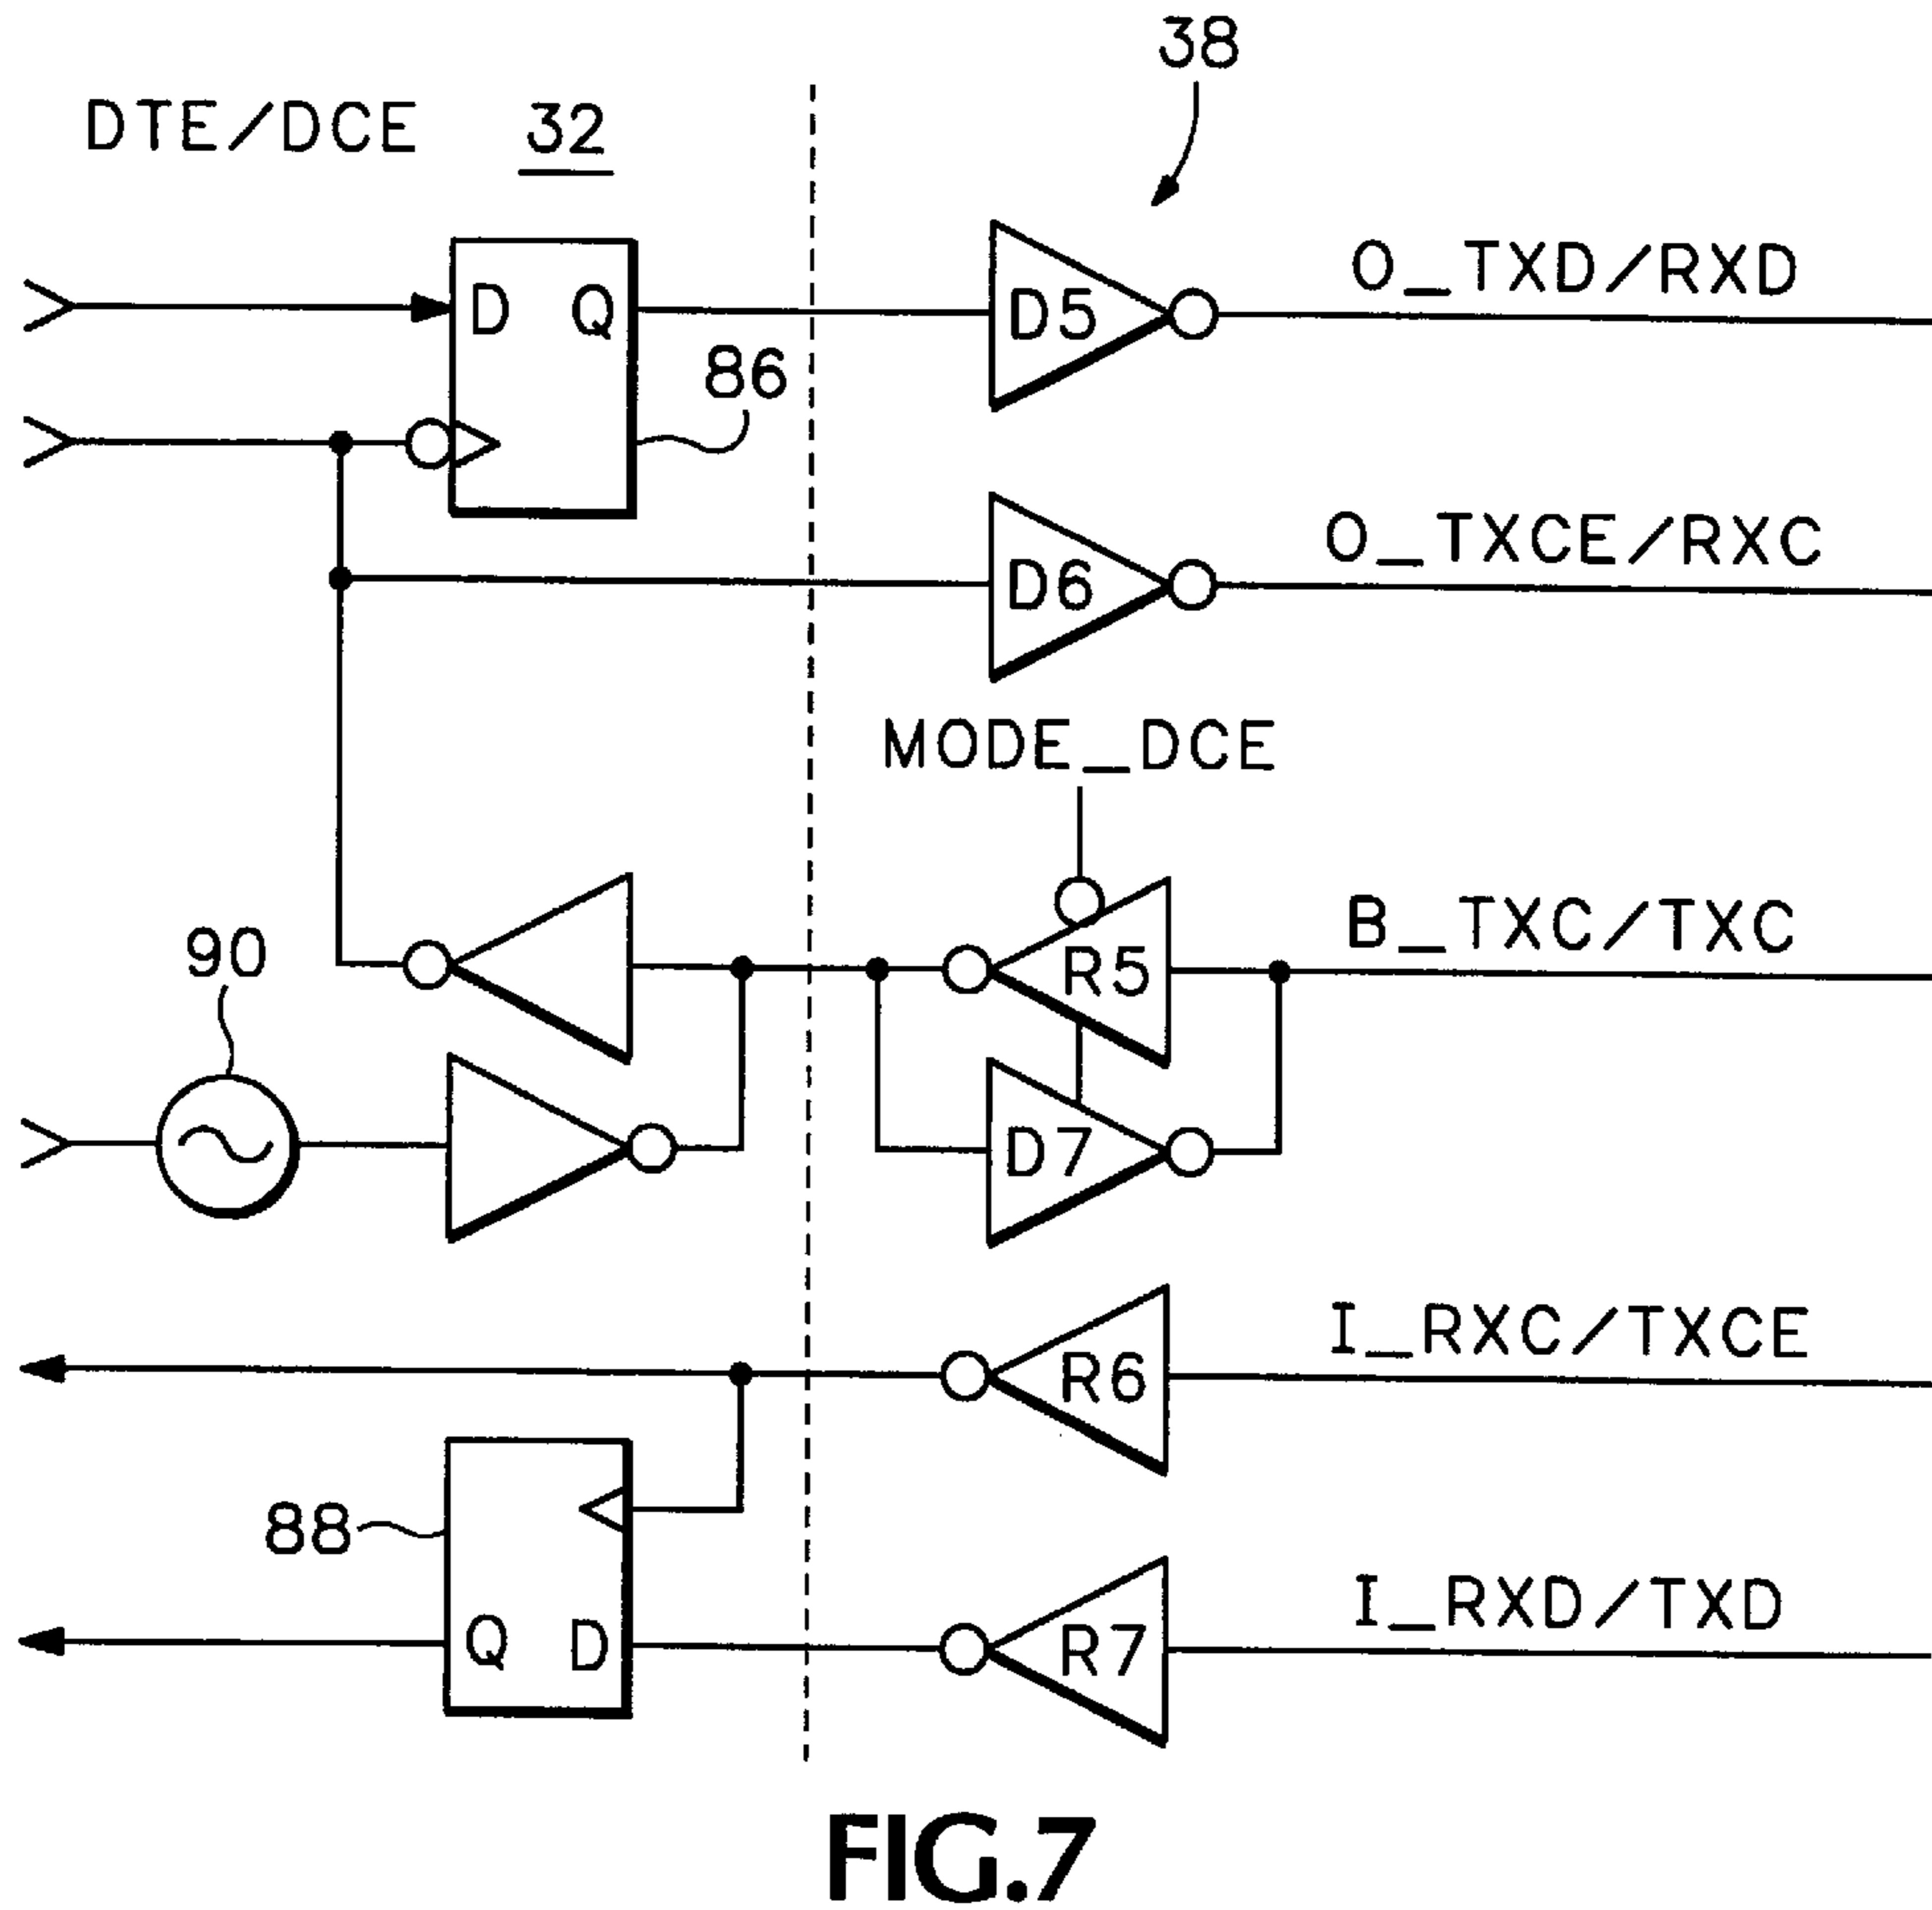 38
DTE/DCE 32
D Q
86
D5
O_TXD/RXD
D6
O_TXCE/RXC
MODE_DCE
90
R5
B_TXC/TXC
D7
R6
I_RXC/TXCE
88
Q D
R7
I_RXD/TXD
FIG.7